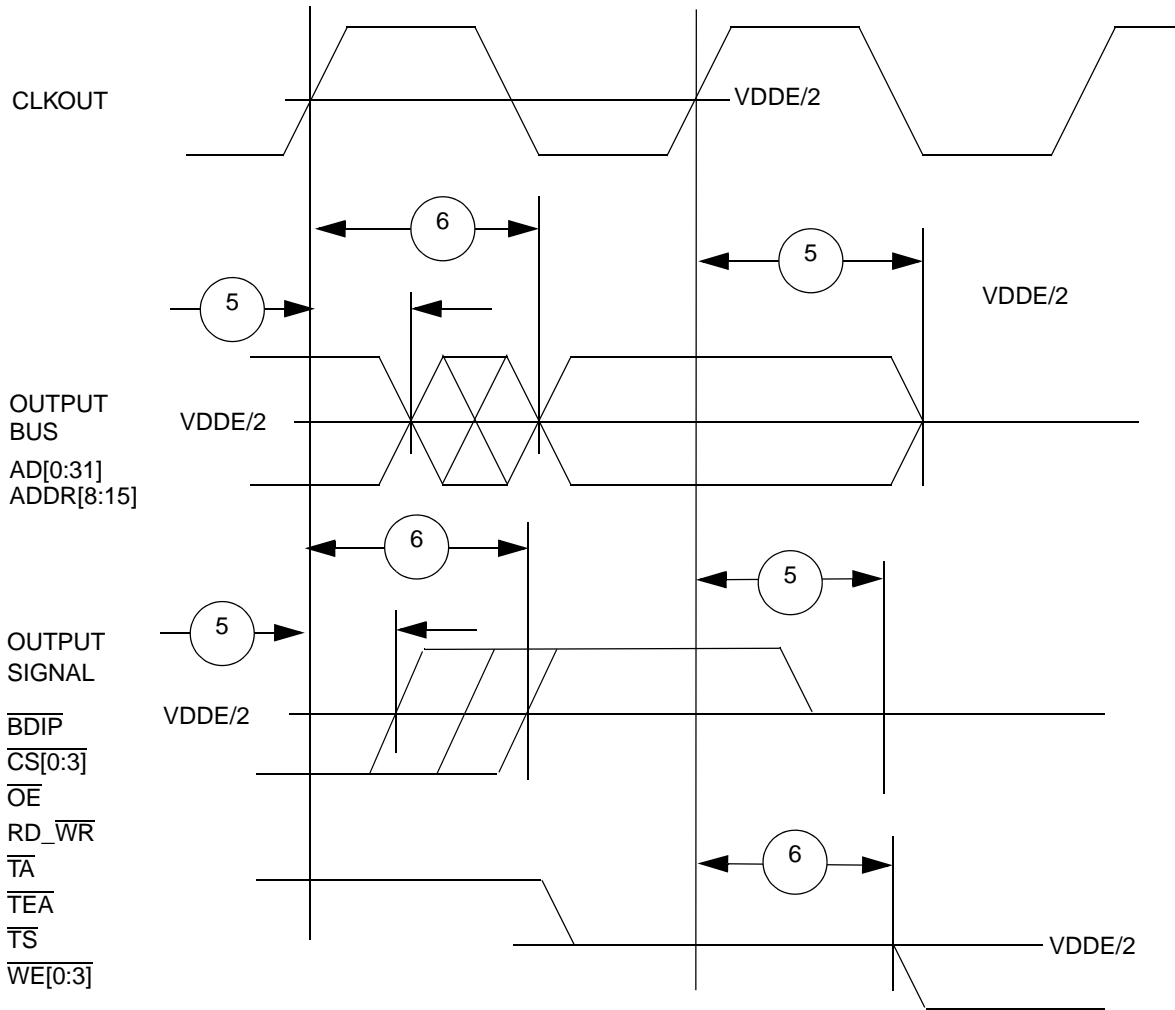 CLKOUT
VDDE/2
6
5
5
VDDE/2
OUTPUT
BUS
VDDE/2
AD[0:31]
ADDR[8:15]
6
5
5
OUTPUT
SIGNAL
VDDE/2
BDIP
CS[0:3]
OE
RD_WR
TA
6
TEA
TS
VDDE/2
WE[0:3]